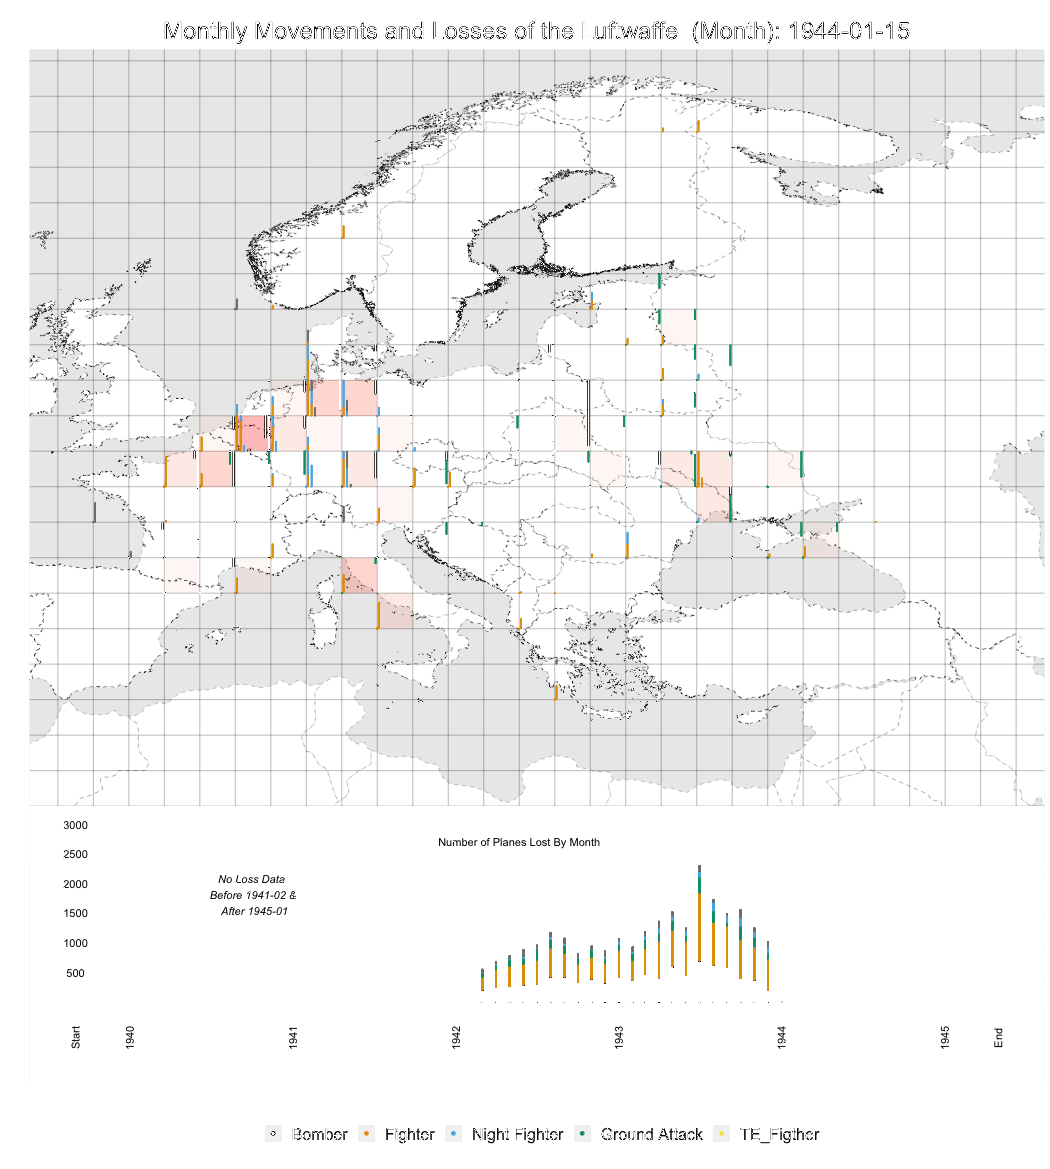 Monthly Movements and Losses of the Luftwaffe (Month): 1944-01-15
3000
Number of Planes Lost By Month
2500
No Loss Data
2000
Before 1941-02 &
After 1945-01
1500
1000
500
Start
1940
1941
1942
1943
1944
1945
End
Bomber Fighter Night Fighter Ground Attack TE_Figther